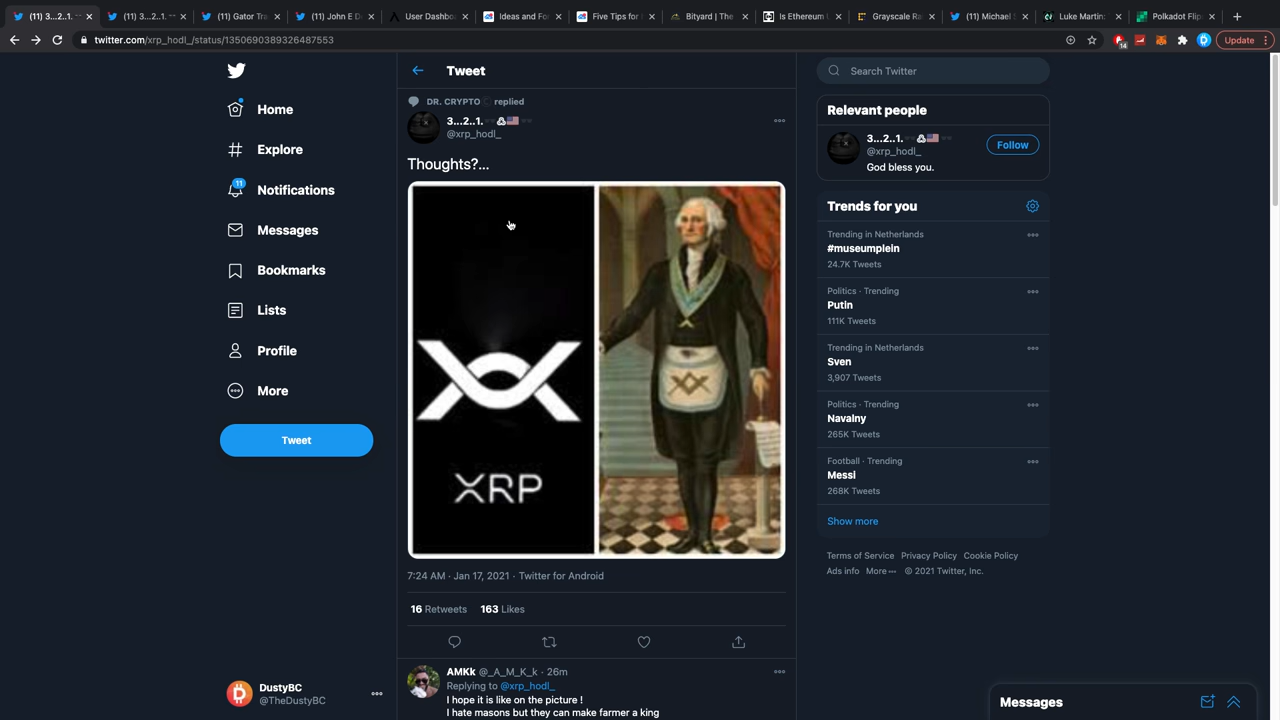 (11) 3...2..1.
(11) 3...2..1.
(11) Gator Tra
(11) John E De
User Dashbo
Ideas and For
Five Tips for
Bityard | The
Is Ethereum
Grayscale Ra
(11) Michael S
Luke Martin:
Polkadot Flip
twitter.com/xrp_hodl_/status/1350690389326487553
14
Update
Home
Explore
11
Notifications
Messages
Bookmarks
Lists
Profile
More
Tweet
DustyBC
@TheDustyBC
Tweet
DR. CRYPTO replied
3...2..1.
@xrp_hodl_
Thoughts?...
XRP
7:24 AM · Jan 17, 2021 · Twitter for Android
16 Retweets 163 Likes
AMKk @_A_M_K_k · 26m
Replying to @xrp_hodl_
I hope it is like on the picture !
I hate masons but they can make farmer a king
Search Twitter
Relevant people
3...2..1.
@xrp_hodl_
Follow
God bless you.
Trends for you
Trending in Netherlands
#museumplein
24.7K Tweets
Politics · Trending
Putin
111K Tweets
Trending in Netherlands
Sven
3,907 Tweets
Politics · Trending
Navalny
265K Tweets
Football · Trending
Messi
268K Tweets
Show more
Terms of Service Privacy Policy Cookie Policy
Ads info More © 2021 Twitter, Inc.
Messages